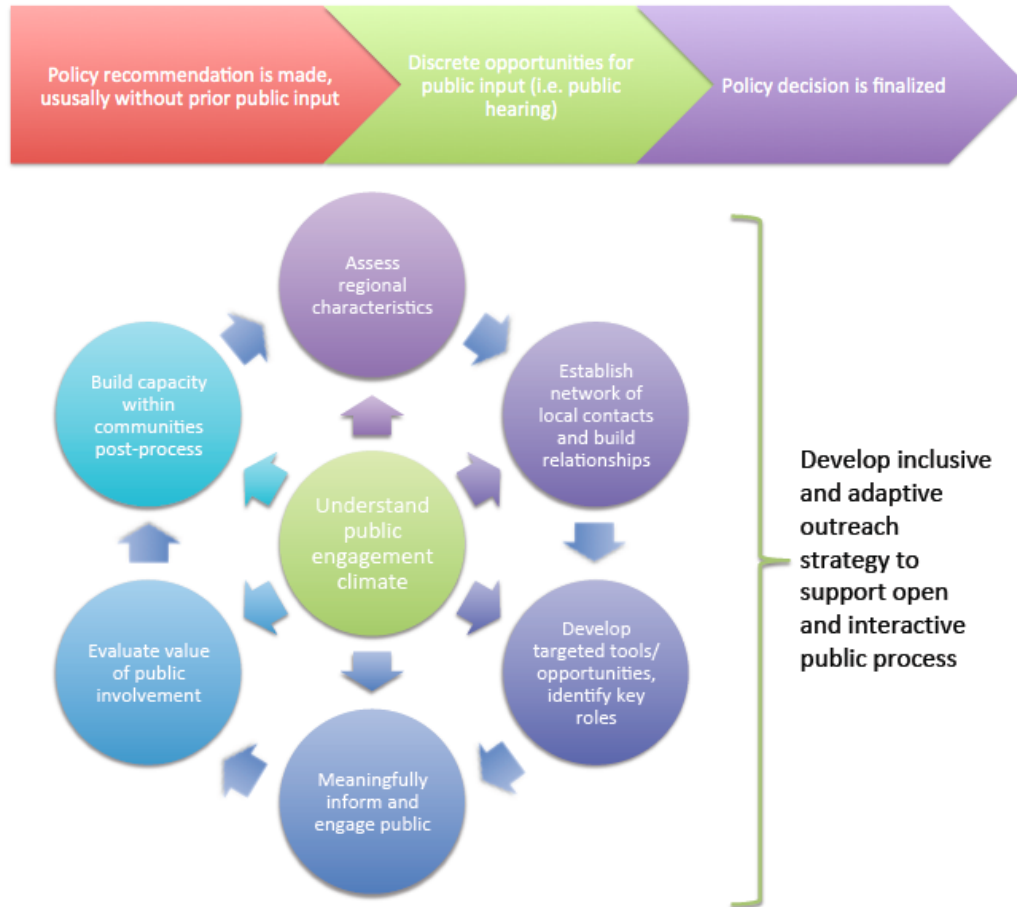 Policy recommendation is made,
ususally without prior public input
Discrete opportunities for
public input (i.e. public
hearing)
Policy decision is finalized
Assess
regional
characteristics
Establish
network of
local contacts
and build
relationships
Develop
targeted tools/
opportunities,
identify key
roles
Meaningfully
inform and
engage public
Evaluate value
of public
involvement
Build capacity
within
communities
post-process
Understand
public
engagement
climate
Develop inclusive
and adaptive
outreach
strategy to
support open
and interactive
public process